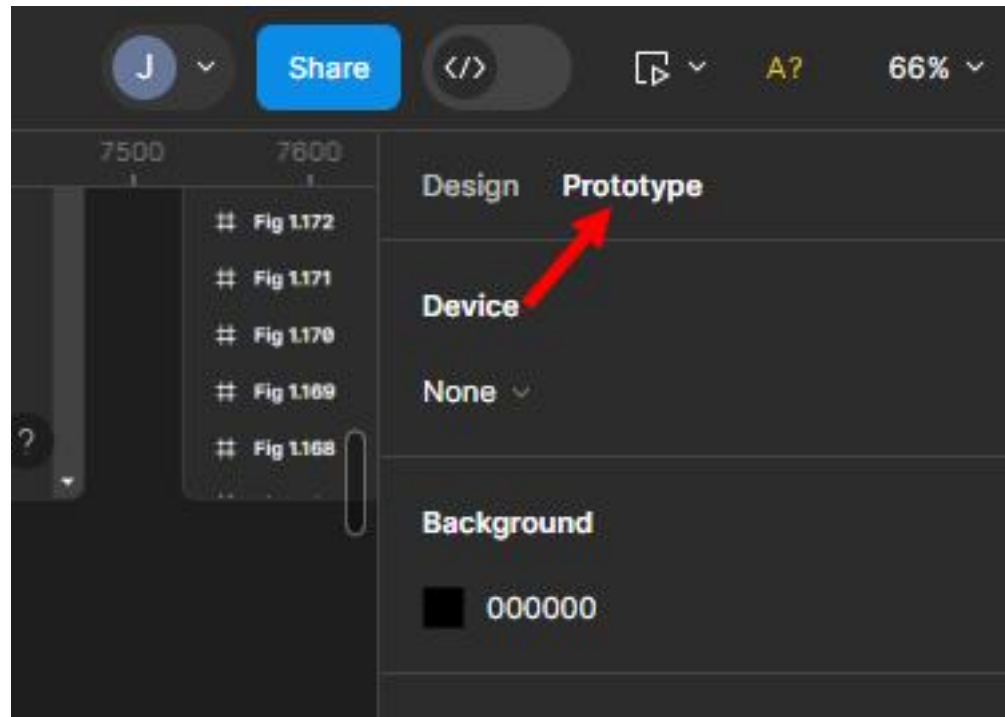 J Share </> A? 66%
7500 7600
Design Prototype
Fig 1.172
Fig 1.171
Fig 1.170
Fig 1.169
Fig 1.168
?
Device
None
Background
000000